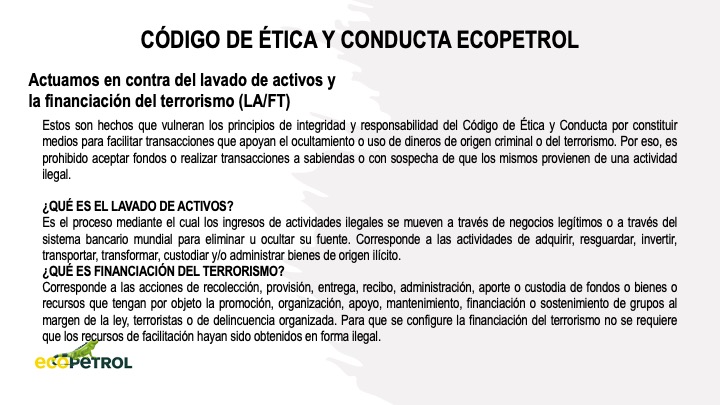 CÓDIGO DE ÉTICA Y CONDUCTA ECOPETROL
Actuamos en contra del lavado de activos y
la financiación del terrorismo (LA/FT)
Estos son hechos que vulneran los principios de integridad y responsabilidad del Código de Ética y Conducta por constituir
medios para facilitar transacciones que apoyan el ocultamiento o uso de dineros de origen criminal o del terrorismo. Por eso, es
prohibido aceptar fondos o realizar transacciones a sabiendas o con sospecha de que los mismos provienen de una actividad
ilegal.
¿QUÉ ES EL LAVADO DE ACTIVOS?
Es el proceso mediante el cual los ingresos de actividades ilegales se mueven a través de negocios legítimos o a través del
sistema bancario mundial para eliminar u ocultar su fuente. Corresponde a las actividades de adquirir, resguardar, invertir,
transportar, transformar, custodiar y/o administrar bienes de origen ilícito.
¿QUÉ ES FINANCIACIÓN DEL TERRORISMO?
Corresponde a las acciones de recolección, provisión, entrega, recibo, administración, aporte o custodia de fondos o bienes o
recursos que tengan por objeto la promoción, organización, apoyo, mantenimiento, financiación o sostenimiento de grupos al
margen de la ley, terroristas o de delincuencia organizada. Para que se configure la financiación del terrorismo no se requiere
que los recursos de facilitación hayan sido obtenidos en forma ilegal.
ecoPETROL